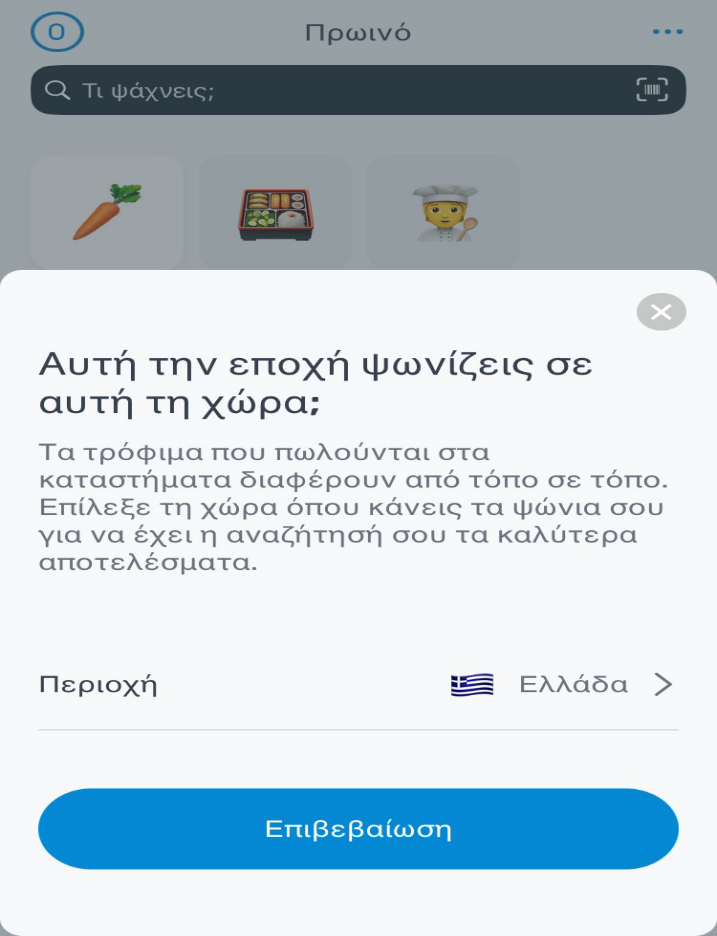 0
Πρωινό
Τι ψάχνεις;
Αυτή την εποχή ψωνίζεις σε
αυτή τη χώρα;
Τα τρόφιμα που πωλούνται στα
καταστήματα διαφέρουν από τόπο σε τόπο.
Επίλεξε τη χώρα όπου κάνεις τα ψώνια σου
για να έχει η αναζήτησή σου τα καλύτερα
αποτελέσματα.
Περιοχή Ελλάδα
Επιβεβαίωση